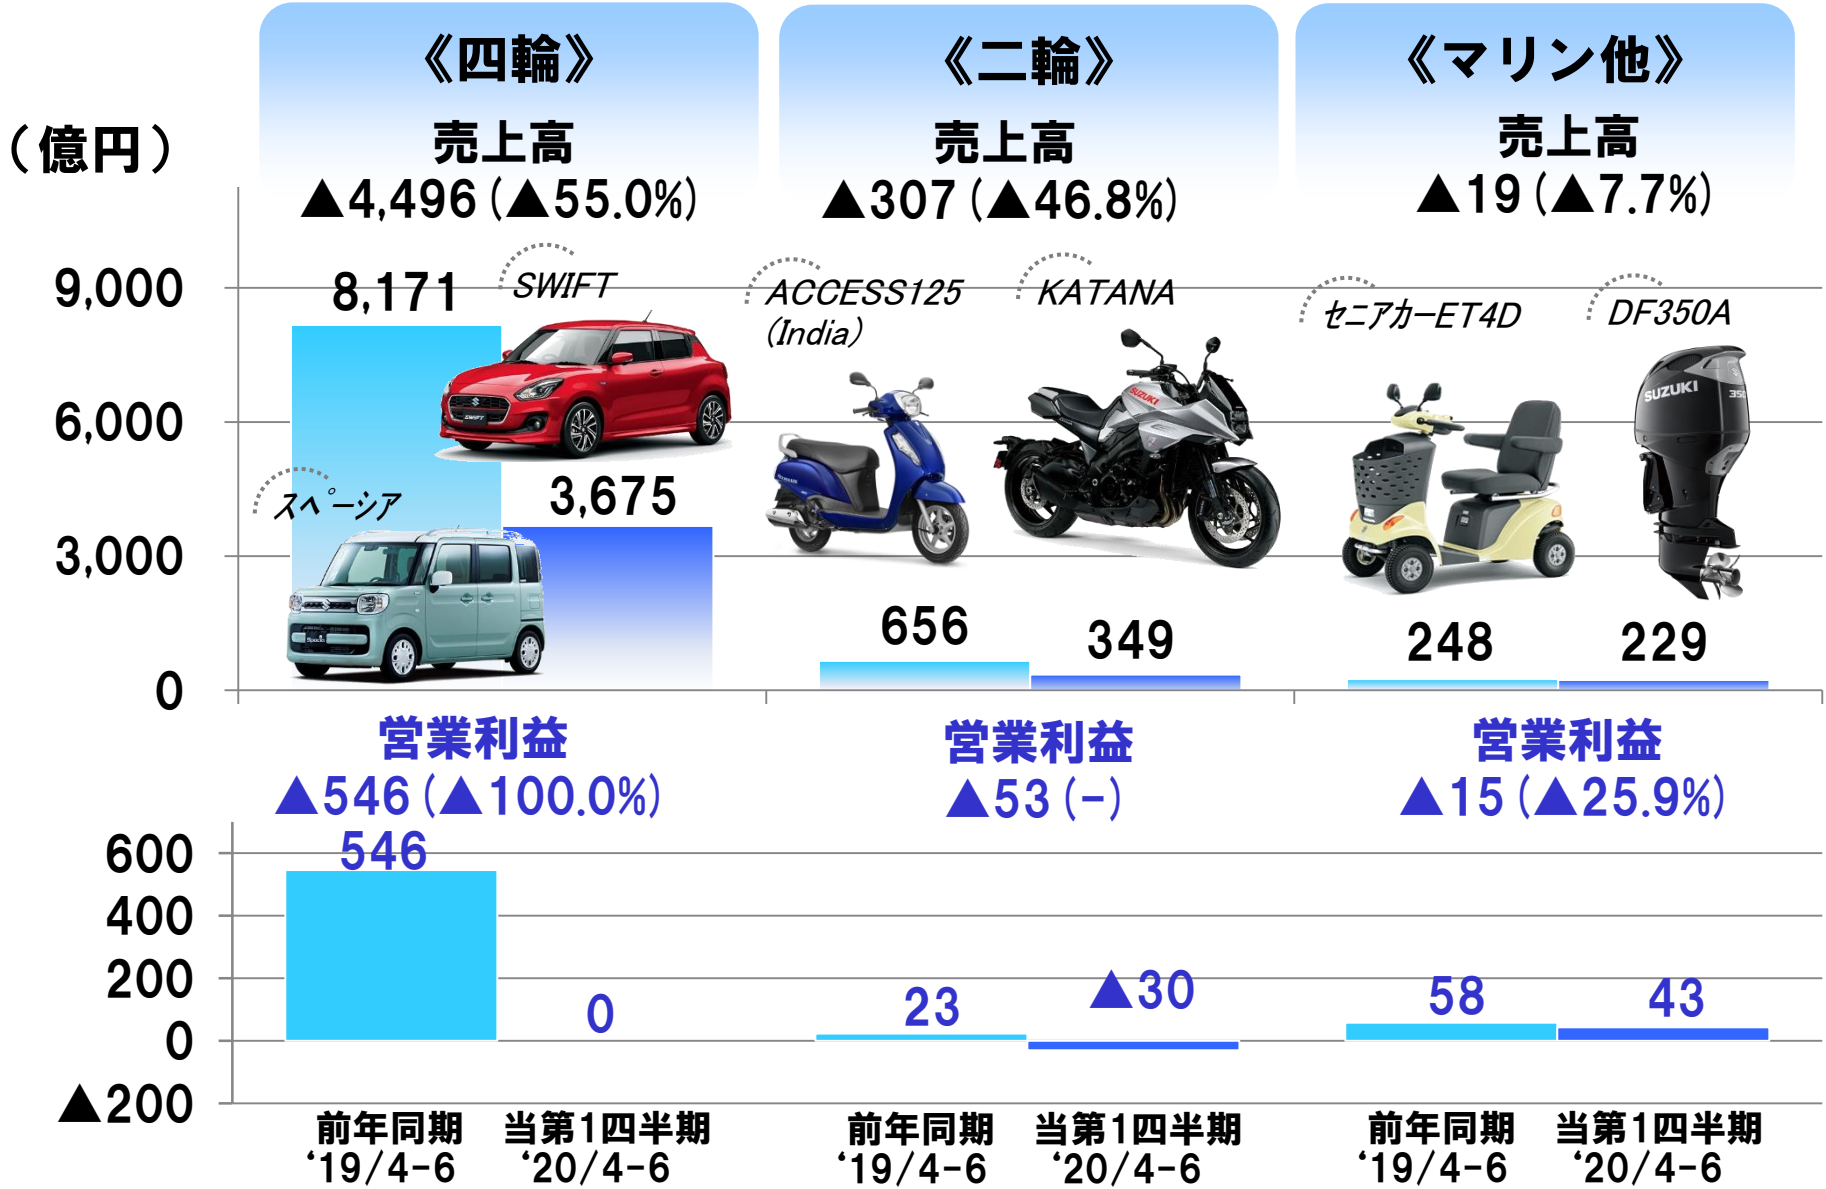 《四輪》
売上高
▲4,496(▲55.0%)
《二輪》
売上高
▲307(▲46.8%)
《マリン他》
売上高
▲19(▲7.7%)
（億円）
9,000
6,000
3,000
0
8,171
3,675
SWIFT
スペーシア
SWIFT
Spacia
ACCESS125
(India)
KATANA
SUZUKI
656
349
セニアカーET4D
DF350A
SUZUKI
350
248
229
営業利益
▲546(▲100.0%)
営業利益
▲53(-)
営業利益
▲15(▲25.9%)
600
400
200
0
▲200
546
0
23
▲30
58
43
前年同期
‘19/4-6
当第1四半期
‘20/4-6
前年同期
‘19/4-6
当第1四半期
‘20/4-6
前年同期
‘19/4-6
当第1四半期
‘20/4-6